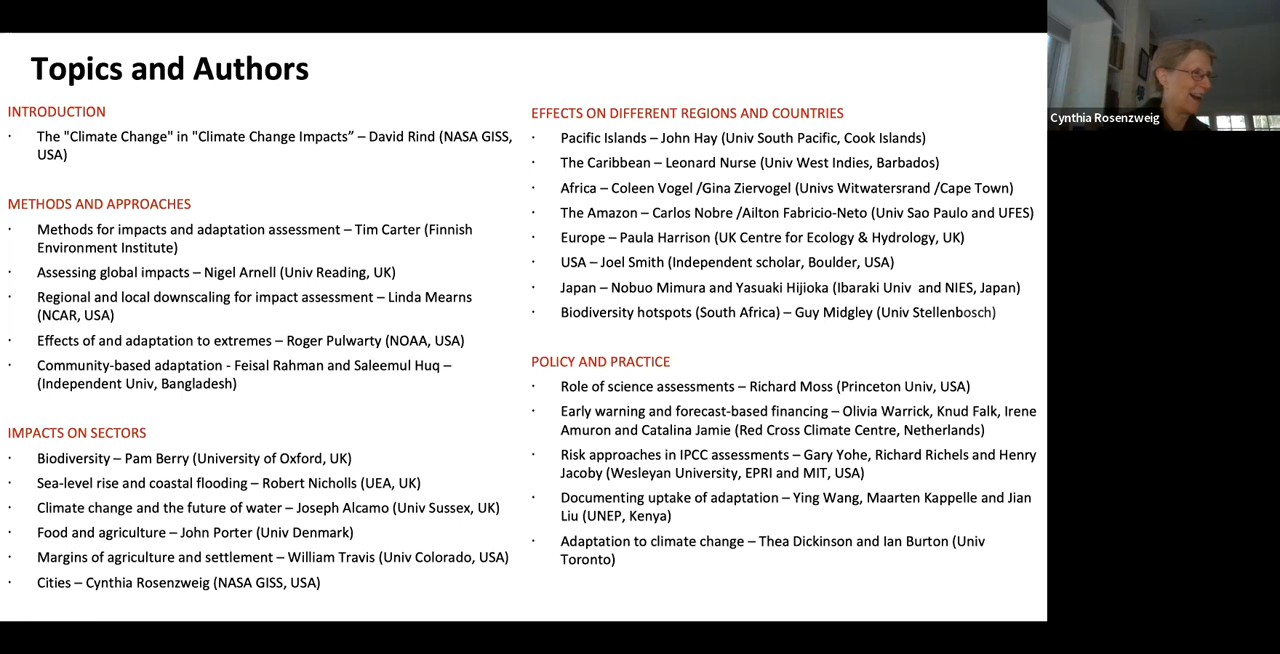 Topics and Authors
INTRODUCTION
· The "Climate Change" in "Climate Change Impacts” – David Rind (NASA GISS,
USA)
METHODS AND APPROACHES
· Methods for impacts and adaptation assessment – Tim Carter (Finnish
Environment Institute)
· Assessing global impacts – Nigel Arnell (Univ Reading, UK)
· Regional and local downscaling for impact assessment – Linda Mearns
(NCAR, USA)
· Effects of and adaptation to extremes – Roger Pulwarty (NOAA, USA)
· Community-based adaptation - Feisal Rahman and Saleemul Huq –
(Independent Univ, Bangladesh)
IMPACTS ON SECTORS
· Biodiversity – Pam Berry (University of Oxford, UK)
· Sea-level rise and coastal flooding – Robert Nicholls (UEA, UK)
· Climate change and the future of water – Joseph Alcamo (Univ Sussex, UK)
· Food and agriculture – John Porter (Univ Denmark)
· Margins of agriculture and settlement – William Travis (Univ Colorado, USA)
· Cities – Cynthia Rosenzweig (NASA GISS, USA)
EFFECTS ON DIFFERENT REGIONS AND COUNTRIES
· Pacific Islands – John Hay (Univ South Pacific, Cook Islands)
· The Caribbean – Leonard Nurse (Univ West Indies, Barbados)
· Africa – Coleen Vogel /Gina Ziervogel (Univs Witwatersrand /Cape Town)
· The Amazon – Carlos Nobre /Ailton Fabricio-Neto (Univ Sao Paulo and UFES)
· Europe – Paula Harrison (UK Centre for Ecology & Hydrology, UK)
· USA – Joel Smith (Independent scholar, Boulder, USA)
· Japan – Nobuo Mimura and Yasuaki Hijioka (Ibaraki Univ and NIES, Japan)
· Biodiversity hotspots (South Africa) – Guy Midgley (Univ Stellenbosch)
POLICY AND PRACTICE
· Role of science assessments – Richard Moss (Princeton Univ, USA)
· Early warning and forecast-based financing – Olivia Warrick, Knud Falk, Irene
Amuron and Catalina Jamie (Red Cross Climate Centre, Netherlands)
· Risk approaches in IPCC assessments – Gary Yohe, Richard Richels and Henry
Jacoby (Wesleyan University, EPRI and MIT, USA)
· Documenting uptake of adaptation – Ying Wang, Maarten Kappelle and Jian
Liu (UNEP, Kenya)
· Adaptation to climate change – Thea Dickinson and Ian Burton (Univ
Toronto)
Cynthia Rosenzweig